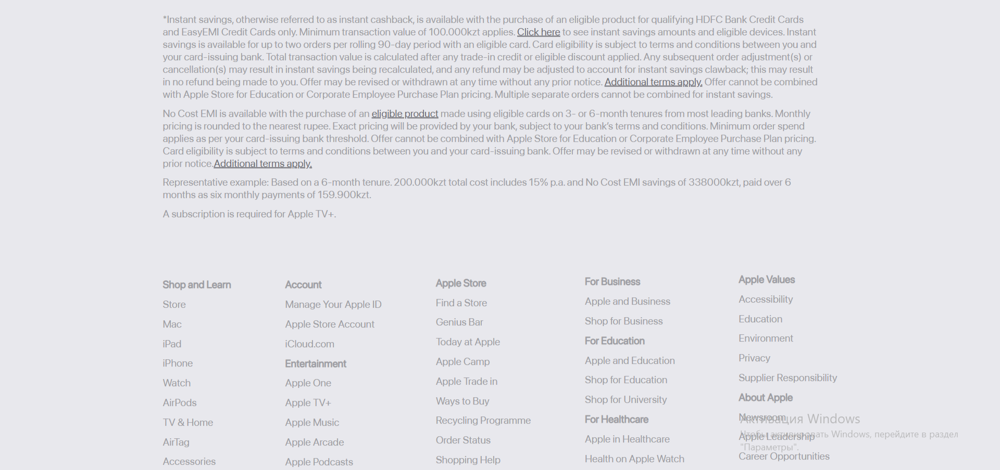 *Instant savings, otherwise referred to as instant cashback, is available with the purchase of an eligible product for qualifying HDFC Bank Credit Cards
and EasyEMI Credit Cards only. Minimum transaction value of 100.000kzt applies. Click here to see instant savings amounts and eligible devices. Instant
savings is available for up to two orders per rolling 90-day period with an eligible card. Card eligibility is subject to terms and conditions between you and
your card-issuing bank. Total transaction value is calculated after any trade-in credit or eligible discount applied. Any subsequent order adjustment(s) or
cancellation(s) may result in instant savings being recalculated, and any refund may be adjusted to account for instant savings clawback; this may result
in no refund being made to you. Offer may be revised or withdrawn at any time without any prior notice. Additional terms apply. Offer cannot be combined
with Apple Store for Education or Corporate Employee Purchase Plan pricing. Multiple separate orders cannot be combined for instant savings.
No Cost EMI is available with the purchase of an eligible product made using eligible cards on 3- or 6-month tenures from most leading banks. Monthly
pricing is rounded to the nearest rupee. Exact pricing will be provided by your bank, subject to your bank's terms and conditions. Minimum order spend
applies as per your card-issuing bank threshold. Offer cannot be combined with Apple Store for Education or Corporate Employee Purchase Plan pricing.
Card eligibility is subject to terms and conditions between you and your card-issuing bank. Offer may be revised or withdrawn at any time without any
prior notice.Additional terms apply.
Representative example: Based on a 6-month tenure. 200.000kzt total cost includes 15% p.a. and No Cost EMI savings of 338000kzt, paid over 6
months as six monthly payments of 159.900kzt.
A subscription is required for Apple TV+.
Shop and Learn
Store
Mac
iPad
iPhone
Watch
AirPods
TV & Home
AirTag
Accessories
Account
Manage Your Apple ID
Apple Store Account
iCloud.com
Entertainment
Apple One
Apple TV+
Apple Music
Apple Arcade
Apple Podcasts
Apple Store
Find a Store
Genius Bar
Today at Apple
Apple Camp
Apple Trade in
Ways to Buy
Recycling Programme
Order Status
Shopping Help
For Business
Apple and Business
Shop for Business
For Education
Apple and Education
Shop for Education
Shop for University
For Healthcare
Apple in Healthcare
Health on Apple Watch
Apple Values
Accessibility
Education
Environment
Privacy
Supplier Responsibility
About Apple
Newsroom
Apple Leadership
Career Opportunities
Активация Windows
Чтобы активировать Windows, перейдите в раздел
"Параметры".